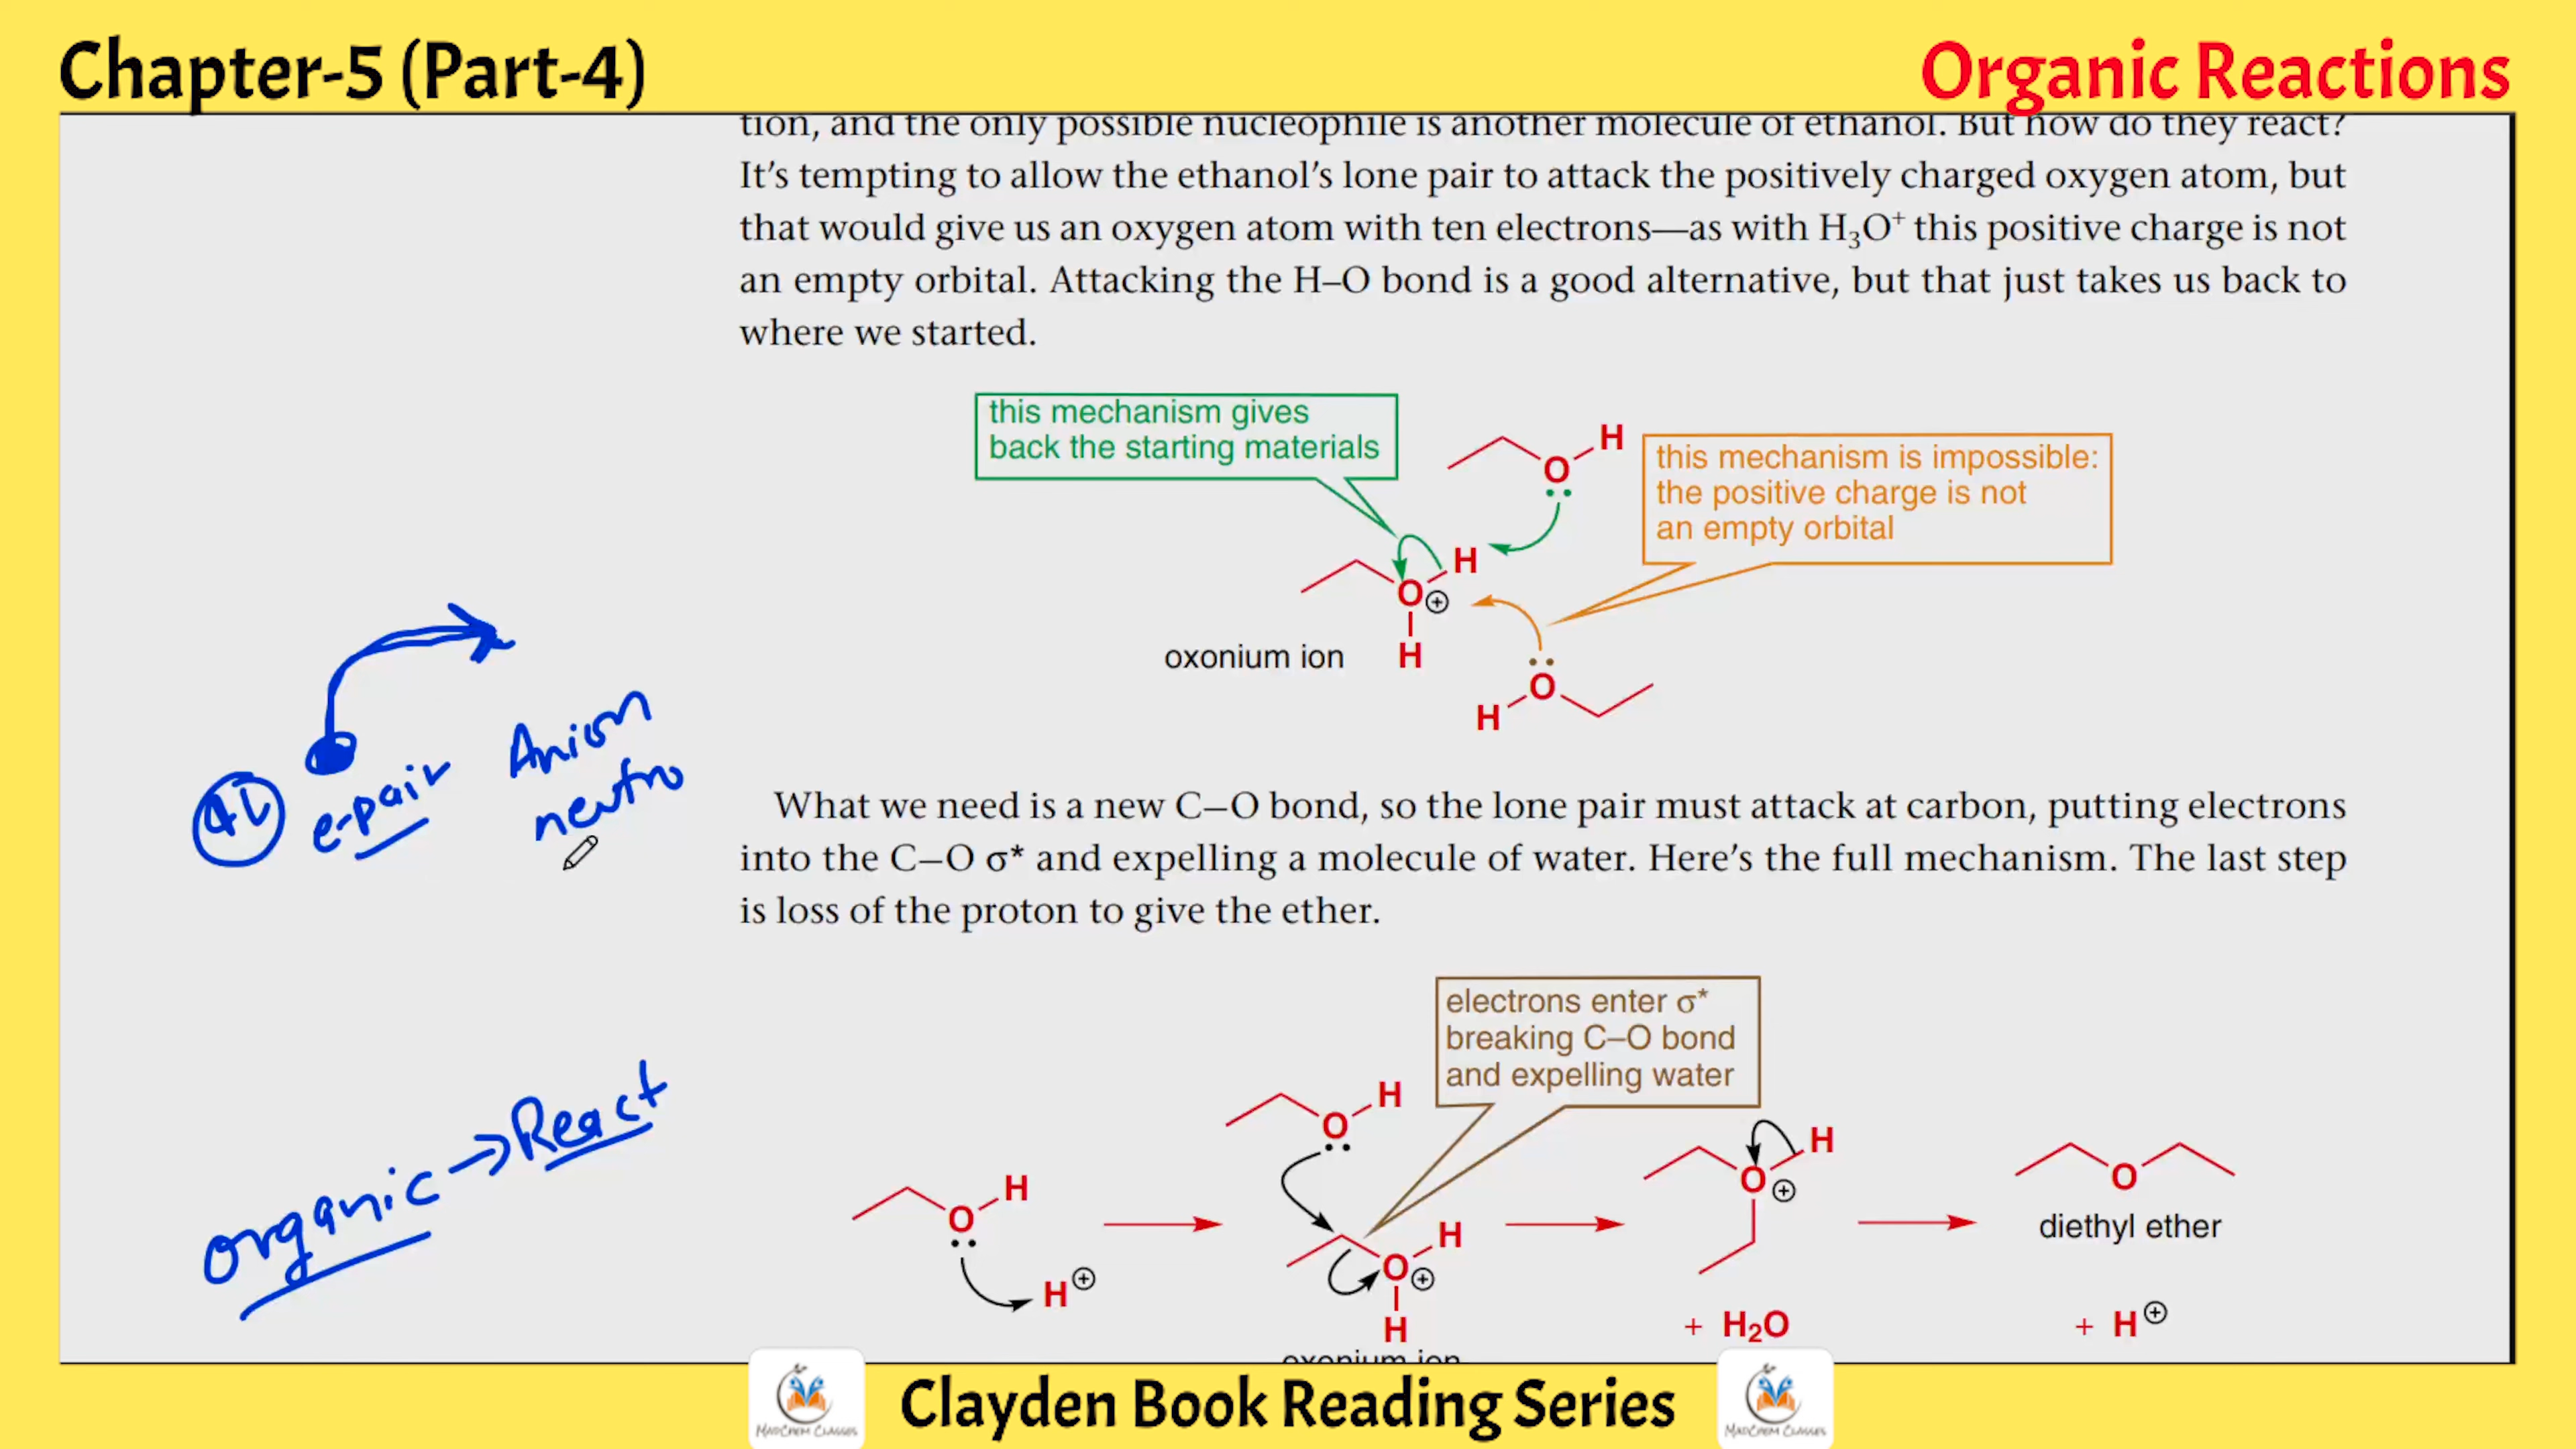 Chapter-5 (Part-4)
Organic Reactions
tion, and the only possible nucleophile is another molecule of ethanol. But how do they react?
It’s tempting to allow the ethanol’s lone pair to attack the positively charged oxygen atom, but
that would give us an oxygen atom with ten electrons—as with H₃O⁺ this positive charge is not
an empty orbital. Attacking the H–O bond is a good alternative, but that just takes us back to
where we started.
this mechanism gives
back the starting materials
H
O
this mechanism is impossible:
the positive charge is not
an empty orbital
H
O ⊕
oxonium ion
H
O
H
e-pair
Anion
neutro
What we need is a new C–O bond, so the lone pair must attack at carbon, putting electrons
into the C–O σ* and expelling a molecule of water. Here’s the full mechanism. The last step
is loss of the proton to give the ether.
electrons enter σ*
breaking C–O bond
and expelling water
organic → React
H
O
H⊕
H
O
H
O ⊕
H
oxonium ion
H
O ⊕
+ H₂O
O
diethyl ether
+ H⊕
Clayden Book Reading Series
MADCHEM CLASSES
MADCHEM CLASSES